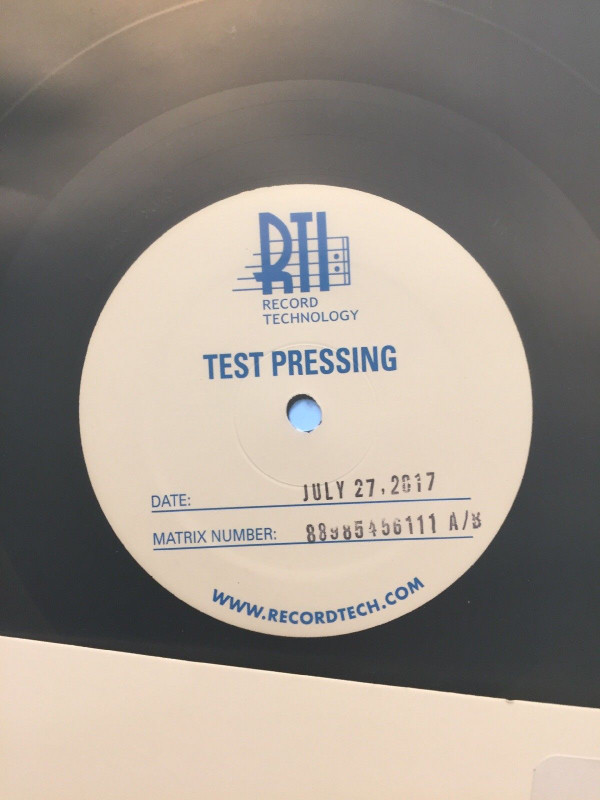 RTI
RECORD
TECHNOLOGY
TEST PRESSING
DATE: JULY 27, 2017
MATRIX NUMBER: 88985456111 A/B
WWW.RECORDTECH.COM